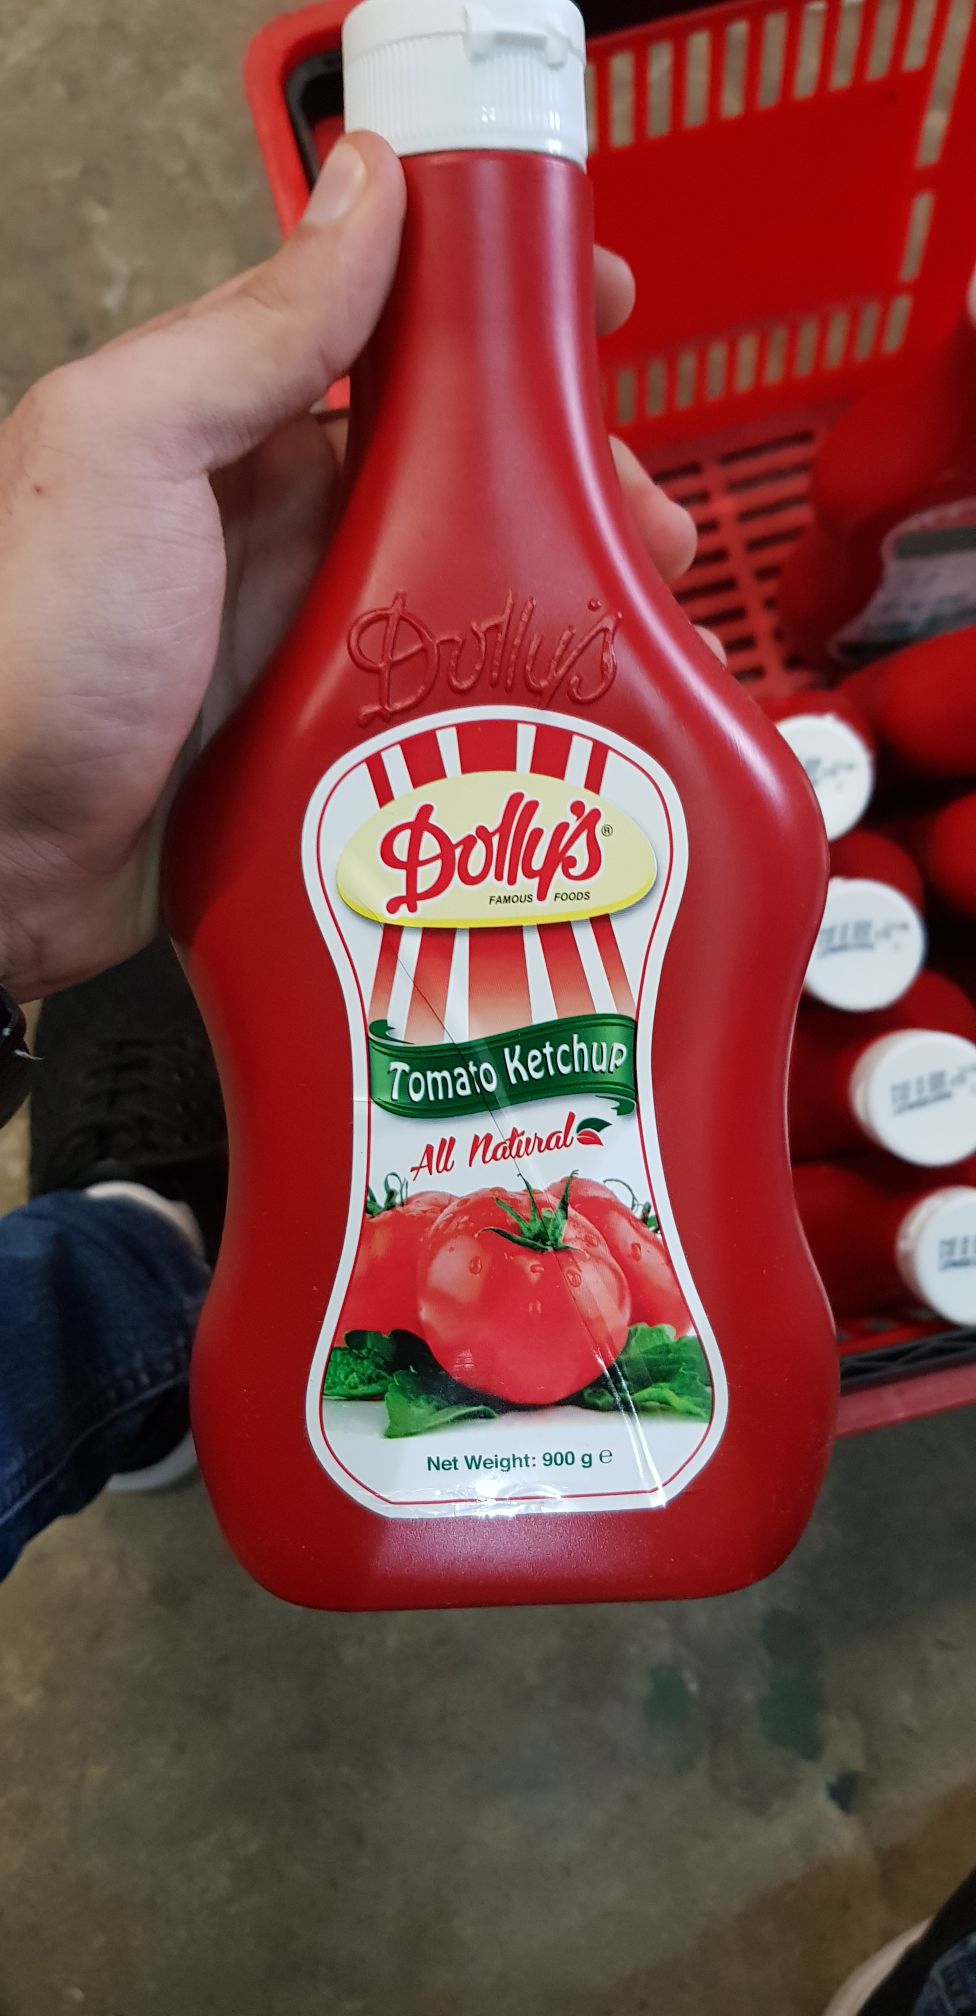 Dolly's
Dolly's®
FAMOUS FOODS
Tomato Ketchup
All Natural
Net Weight: 900 g ℮